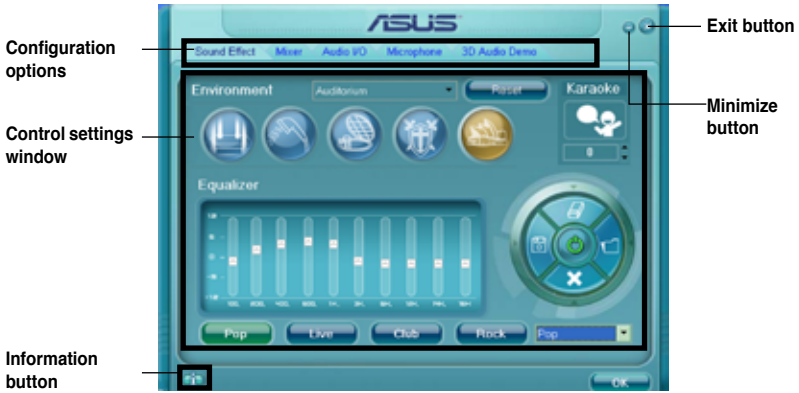 ASUS
Exit button
Configuration options
Sound Effect Mixer Audio I/O Microphone 3D Audio Demo
Environment Auditorium Reset Karaoke
Minimize button
Control settings window
0
Equalizer
Pop Live Club Rock Pop
Information button
OK